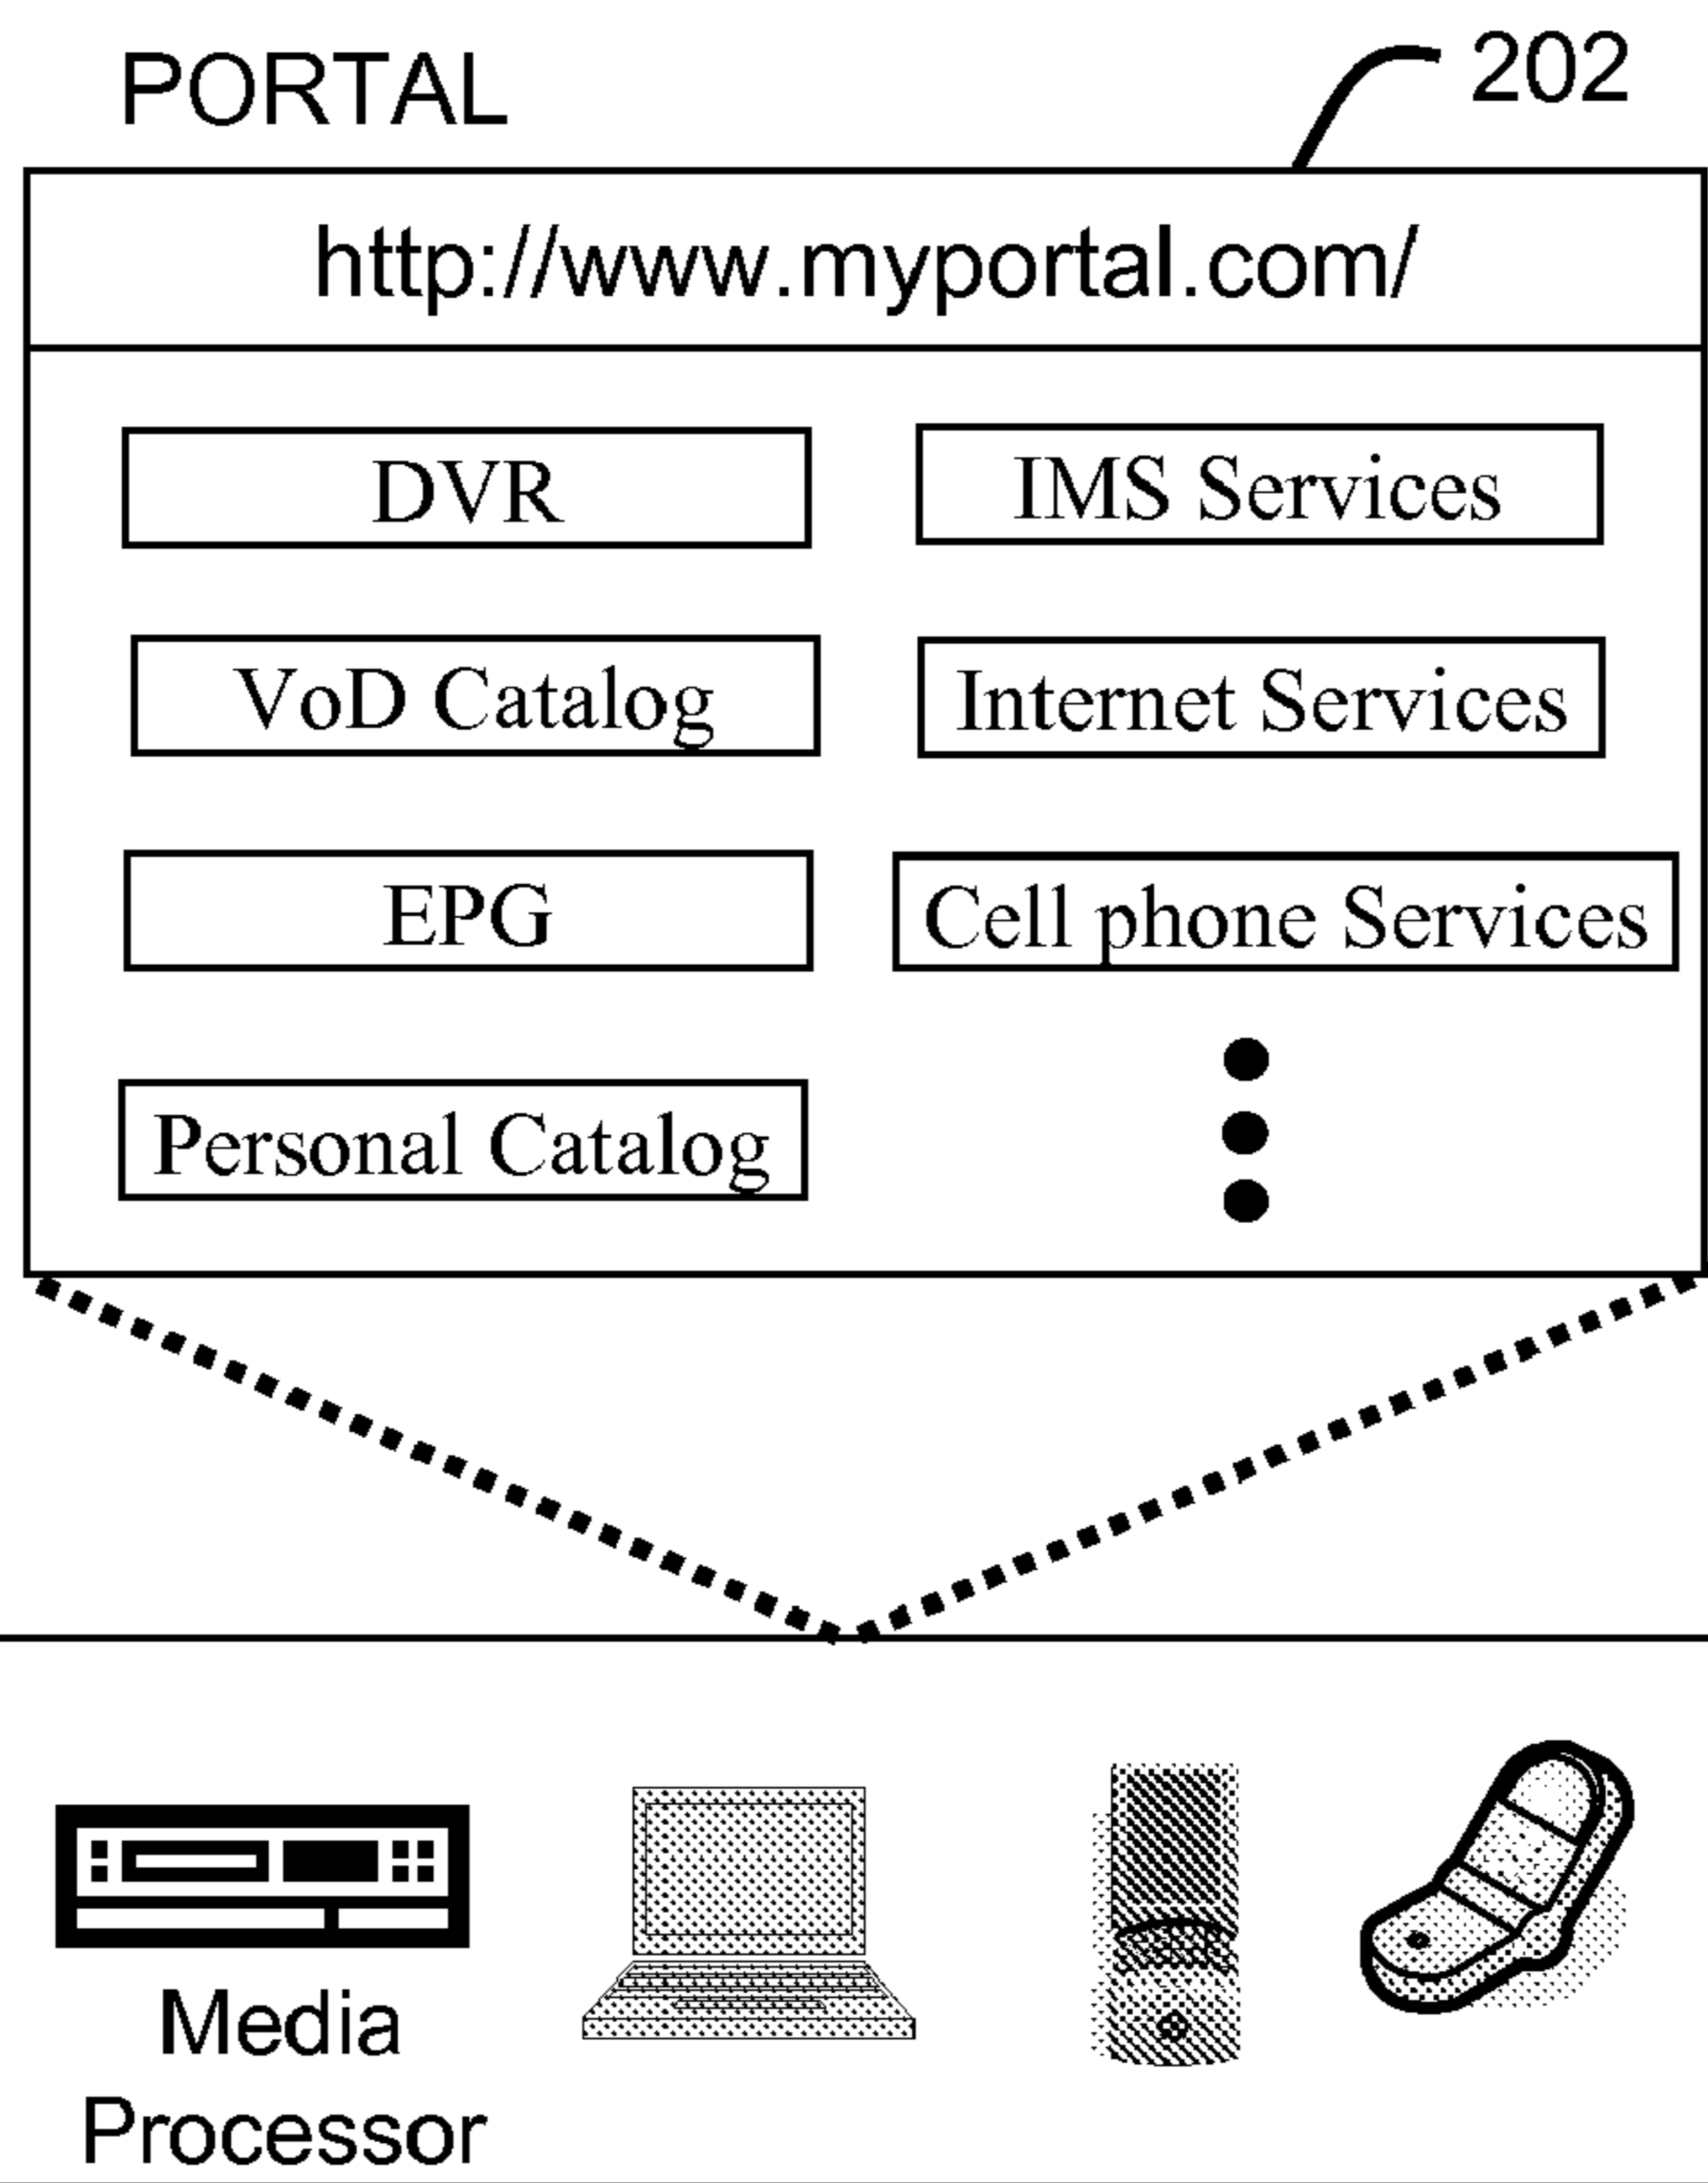 PORTAL
202
http://www.myportal.com/
DVR
IMS Services
VoD Catalog
Internet Services
EPG
Cell phone Services
Personal Catalog
Media
Processor